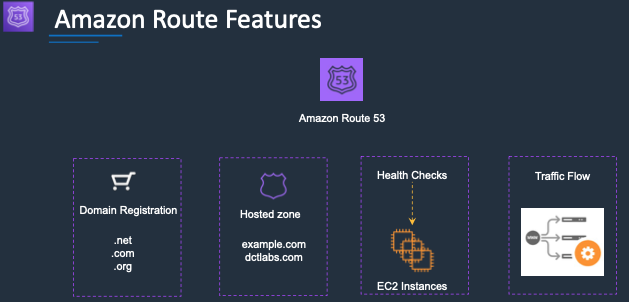 53
Amazon Route Features
53
Amazon Route 53
Domain Registration
.net
.com
.org
Hosted zone
example.com
dctlabs.com
Health Checks
EC2 Instances
Traffic Flow